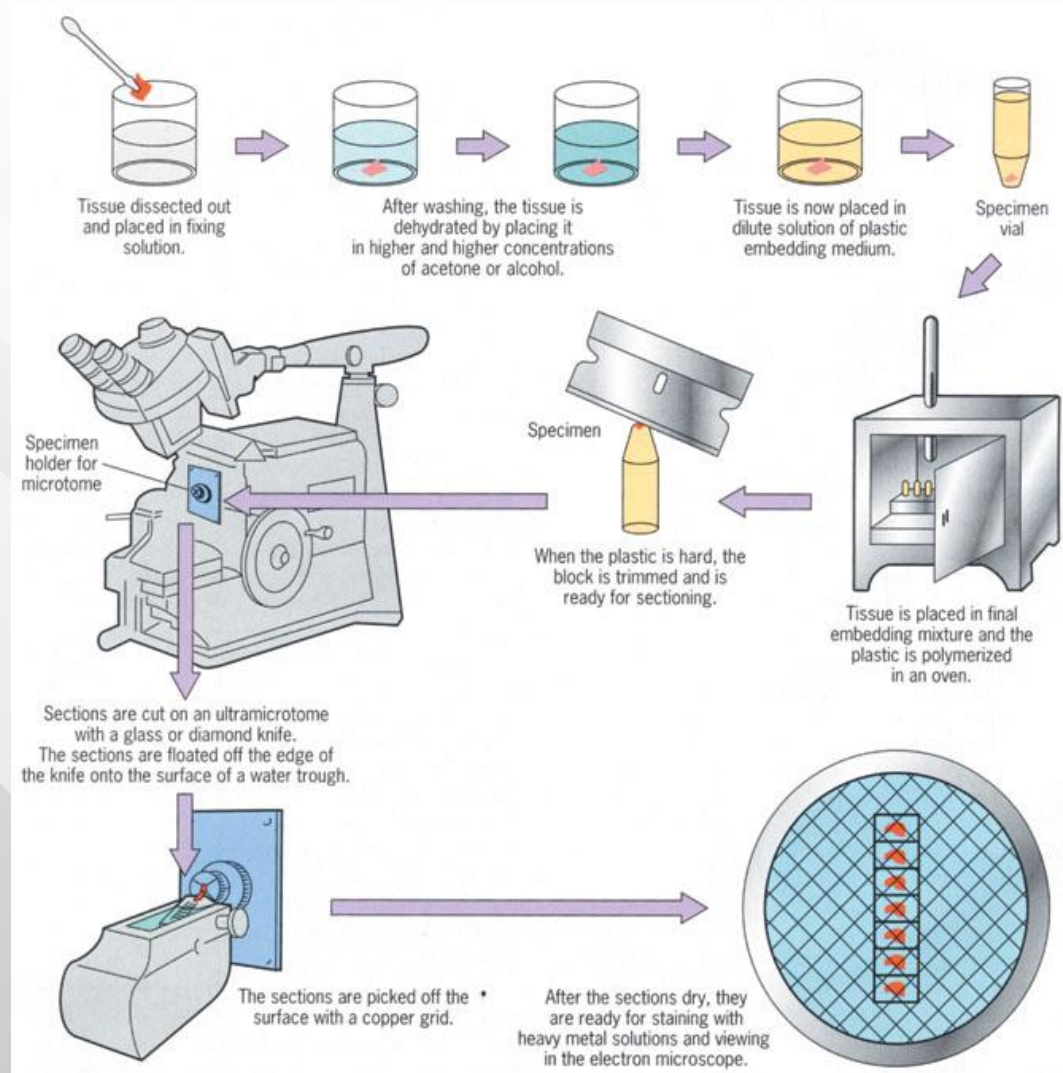 Tissue dissected out
and placed in fixing
solution.
After washing, the tissue is
dehydrated by placing it
in higher and higher concentrations
of acetone or alcohol.
Tissue is now placed in
dilute solution of plastic
embedding medium.
Specimen
vial
Specimen
holder for
microtome
Specimen
When the plastic is hard, the
block is trimmed and is
ready for sectioning.
Tissue is placed in final
embedding mixture and the
plastic is polymerized
in an oven.
Sections are cut on an ultramicrotome
with a glass or diamond knife.
The sections are floated off the edge of
the knife onto the surface of a water trough.
The sections are picked off the
surface with a copper grid.
After the sections dry, they
are ready for staining with
heavy metal solutions and viewing
in the electron microscope.